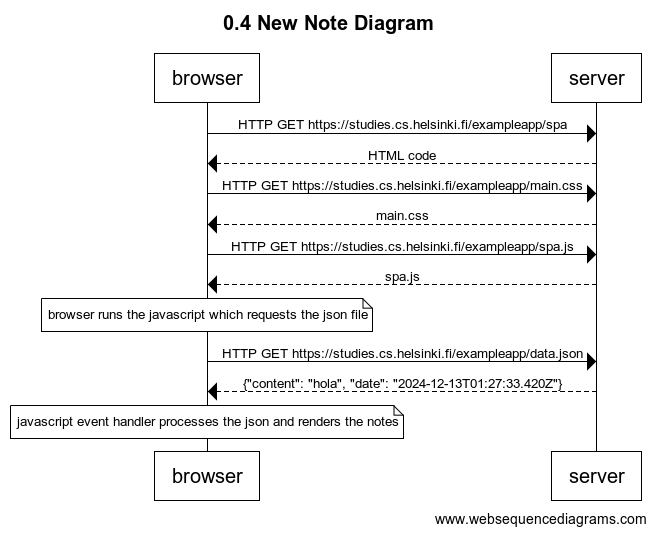 0.4 New Note Diagram
browser
server
HTTP GET https://studies.cs.helsinki.fi/exampleapp/spa
HTML code
HTTP GET https://studies.cs.helsinki.fi/exampleapp/main.css
main.css
HTTP GET https://studies.cs.helsinki.fi/exampleapp/spa.js
spa.js
browser runs the javascript which requests the json file
HTTP GET https://studies.cs.helsinki.fi/exampleapp/data.json
{"content": "hola", "date": "2024-12-13T01:27:33.420Z"}
javascript event handler processes the json and renders the notes
browser
server
www.websequencediagrams.com